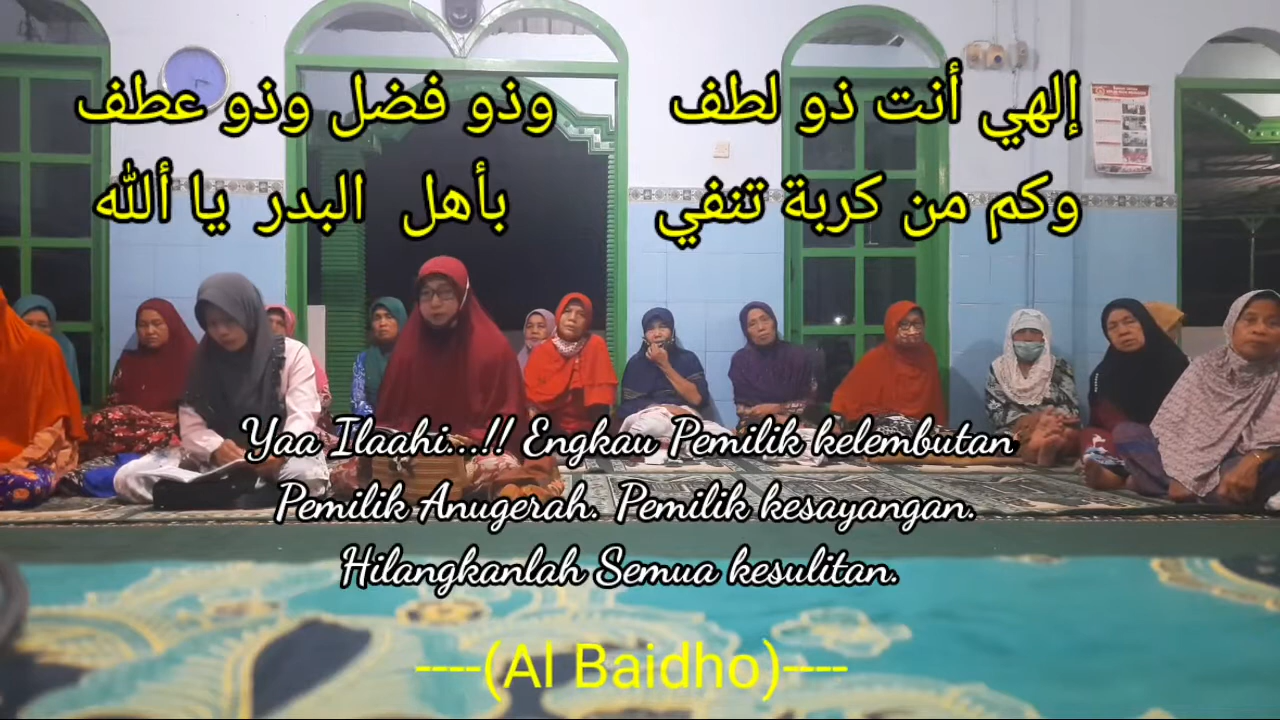 إلهي أنت ذو لطف وذو فضل وذو عطف
وكم من كربة تنفي بأهل البدر يا ألله
Yaa Ilaahi...!! Engkau Pemilik kelembutan
Pemilik Anugerah. Pemilik kesayangan.
Hilangkanlah Semua kesulitan.
----(Al Baidho)----